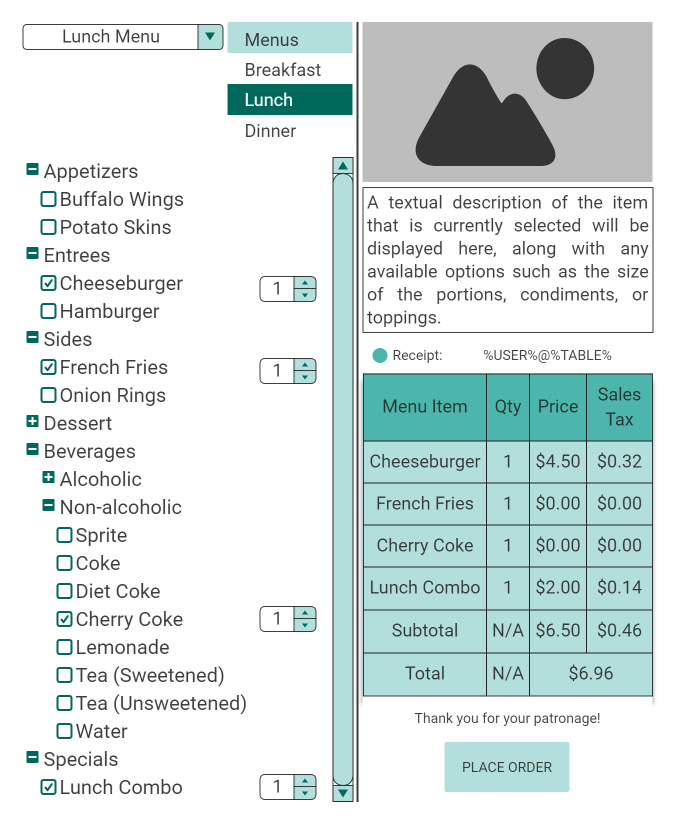 Lunch Menu
Menus
Breakfast
Lunch
Dinner
Appetizers
Buffalo Wings
Potato Skins
Entrees
Cheeseburger 1
Hamburger
Sides
French Fries 1
Onion Rings
Dessert
Beverages
Alcoholic
Non-alcoholic
Sprite
Coke
Diet Coke
Cherry Coke 1
Lemonade
Tea (Sweetened)
Tea (Unsweetened)
Water
Specials
Lunch Combo 1
A textual description of the item
that is currently selected will be
displayed here, along with any
available options such as the size
of the portions, condiments, or
toppings.
Receipt: %USER%@%TABLE%
Menu Item Qty Price Sales Tax
Cheeseburger 1 $4.50 $0.32
French Fries 1 $0.00 $0.00
Cherry Coke 1 $0.00 $0.00
Lunch Combo 1 $2.00 $0.14
Subtotal N/A $6.50 $0.46
Total N/A $6.96
Thank you for your patronage!
PLACE ORDER